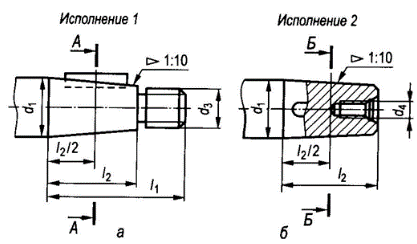 Исполнение 1
Исполнение 2
А
1:10
d1
d3
l2/2
l2
l1
А
а
Б
1:10
d1
d4
l2/2
l2
Б
б